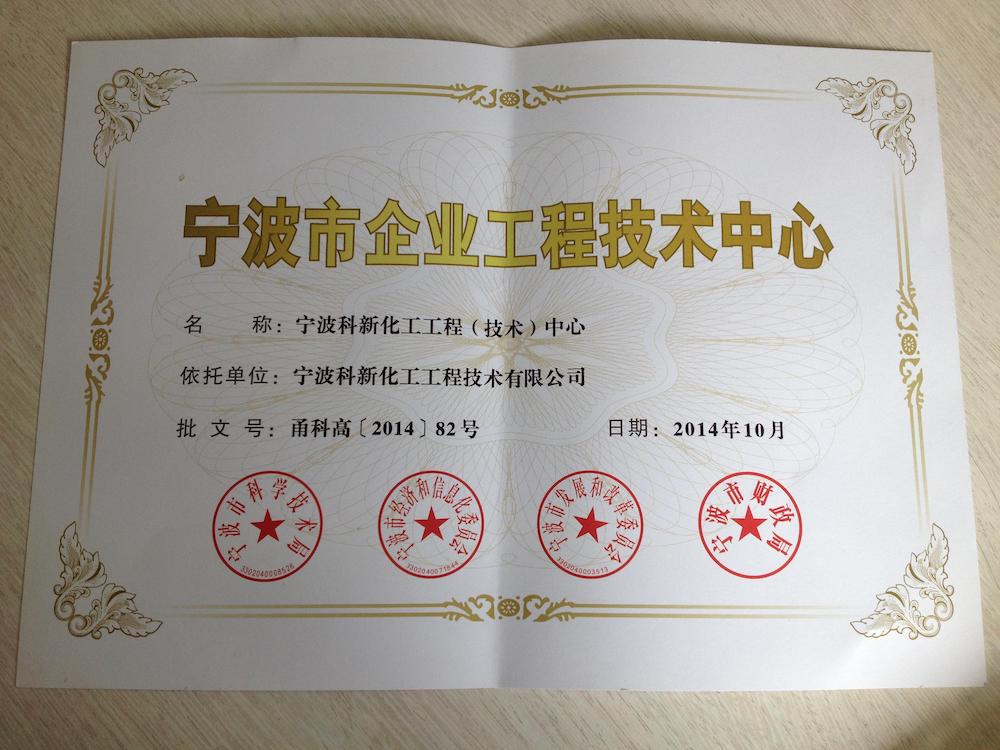 宁波市企业工程技术中心
名　　称：宁波科新化工工程（技术）中心
依托单位：宁波科新化工工程技术有限公司
批 文 号：甬科高〔2014〕82号　日期：2014年10月
宁波市科学技术局
3302040008526
宁波市经济和信息化委员会
3302040071844
宁波市发展和改革委员会
3302040003513
宁波市财政局